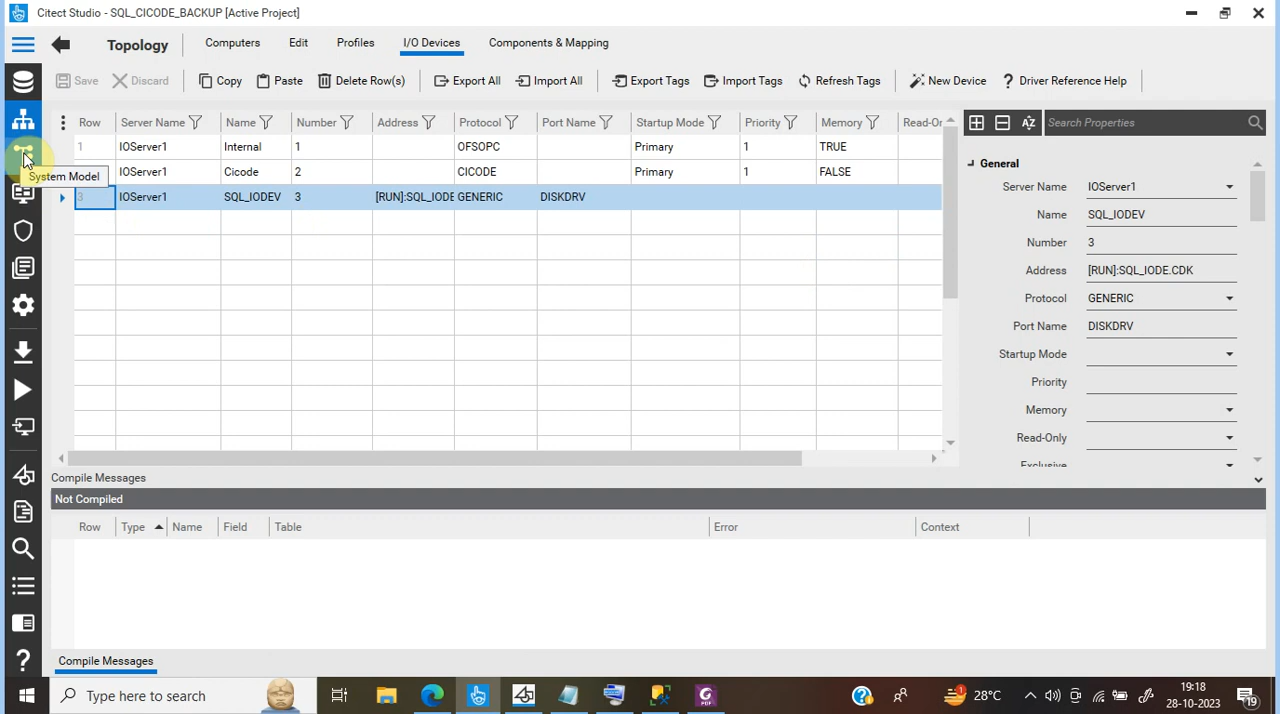 Citect Studio - SQL_CICODE_BACKUP [Active Project]
Topology Computers Edit Profiles I/O Devices Components & Mapping
Save Discard Copy Paste Delete Row(s) Export All Import All Export Tags Import Tags Refresh Tags New Device ? Driver Reference Help
Row Server Name Name Number Address Protocol Port Name Startup Mode Priority Memory Read-Or
1 IOServer1 Internal 1 OFSOPC Primary 1 TRUE
IOServer1 Cicode 2 CICODE Primary 1 FALSE
3 IOServer1 SQL_IODEV 3 [RUN]:SQL_IODE GENERIC DISKDRV
System Model
AZ Search Properties
General
Server Name IOServer1
Name SQL_IODEV
Number 3
Address [RUN]:SQL_IODE.CDK
Protocol GENERIC
Port Name DISKDRV
Startup Mode
Priority
Memory
Read-Only
Exclusive
Compile Messages
Not Compiled
Row Type Name Field Table Error Context
Compile Messages
Type here to search
1
28°C
19:18
28-10-2023
19